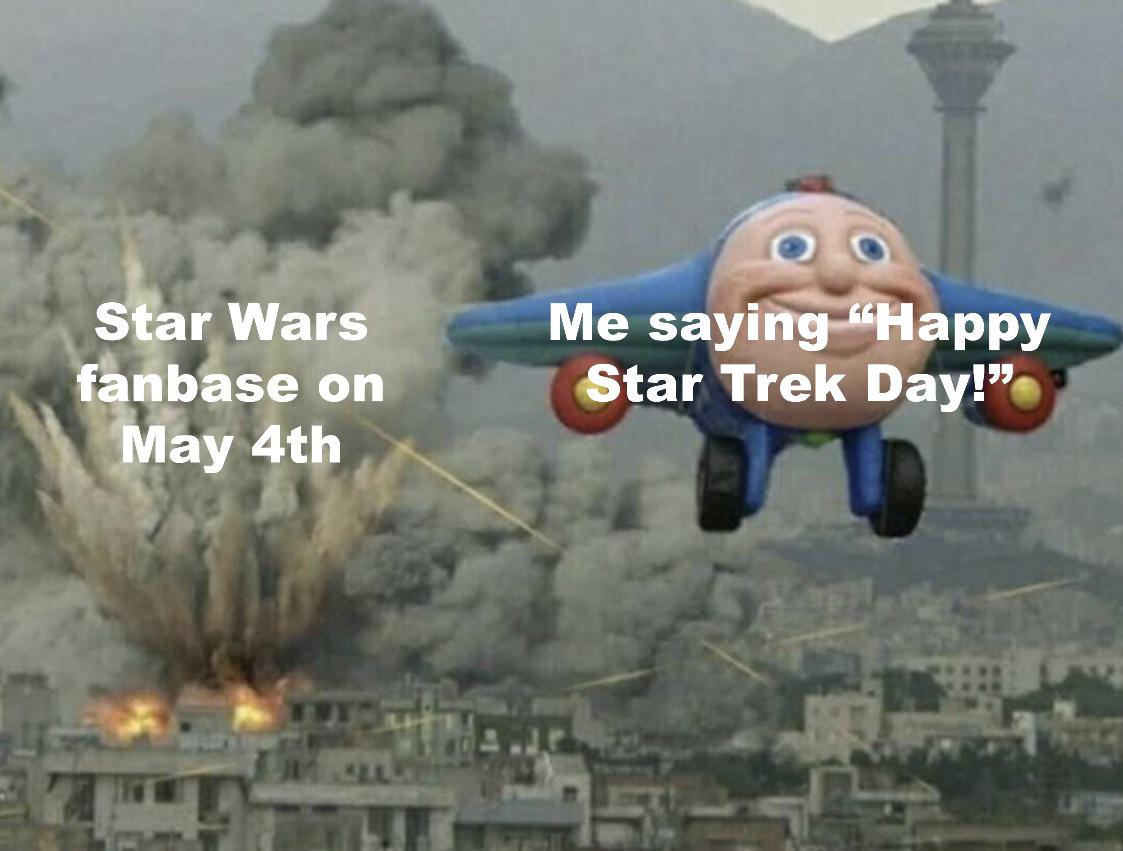 Star Wars
fanbase on
May 4th
Me saying “Happy
Star Trek Day!”